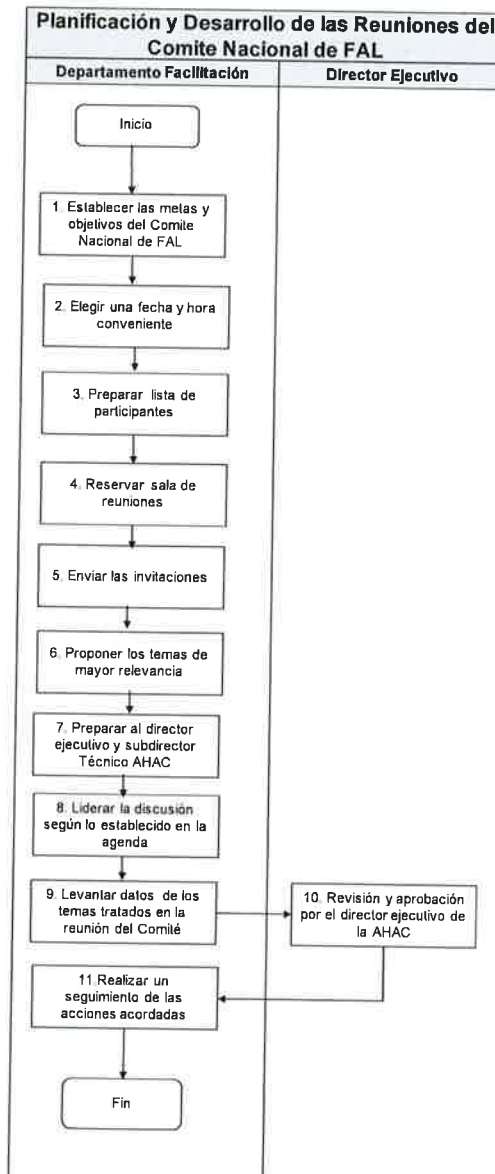 Planificación y Desarrollo de las Reuniones del
Comite Nacional de FAL
Departamento Facilitación
Director Ejecutivo
Inicio
1. Establecer las metas y
objetivos del Comite
Nacional de FAL
2. Elegir una fecha y hora
conveniente
3. Preparar lista de
participantes
4. Reservar sala de
reuniones
5. Enviar las invitaciones
6. Proponer los temas de
mayor relevancia
7. Preparar al director
ejecutivo y subdirector
Técnico AHAC
8. Liderar la discusión
según lo establecido en la
agenda
9. Levantar datos de los
temas tratados en la
reunión del Comité
10. Revisión y aprobación
por el director ejecutivo de
la AHAC
11. Realizar un
seguimiento de las
acciones acordadas
Fin